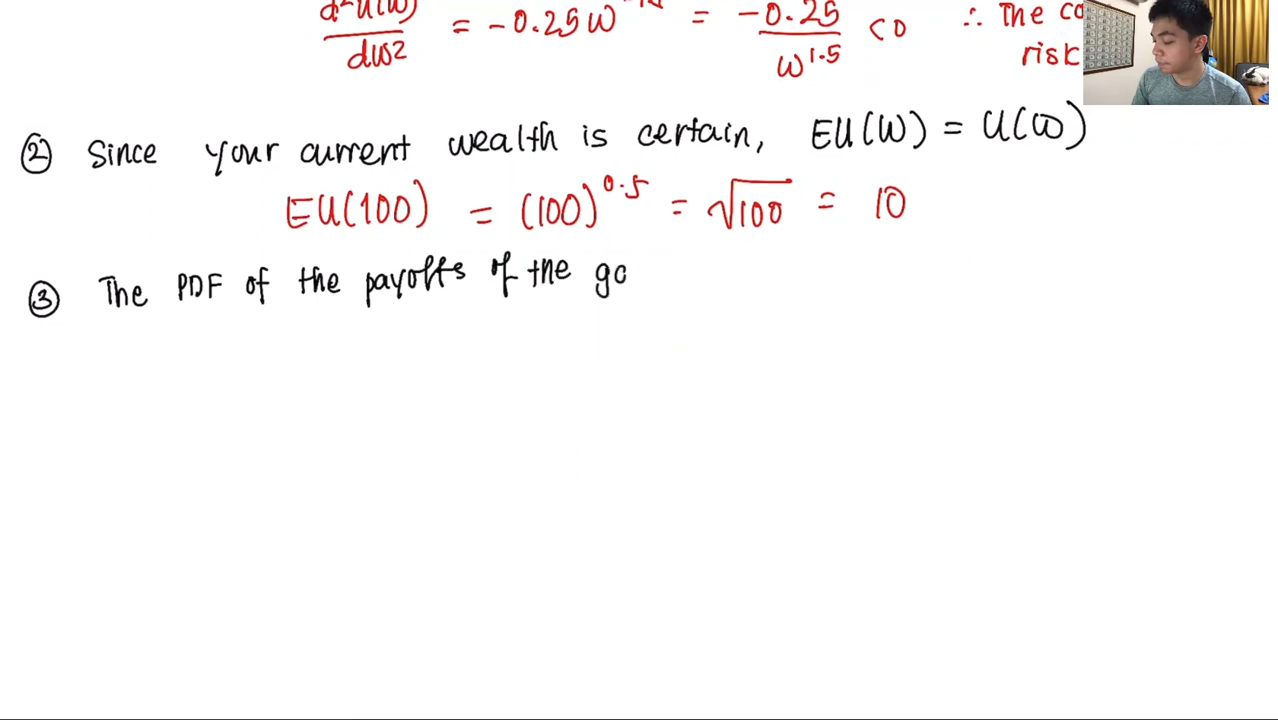 = -0.25w = -0.25 / w^1.5 < 0 ∴ The
dw² risk
② Since your current wealth is certain, EU(W) = U(W)
EU(100) = (100)^0.5 = √100 = 10
③ The PDF of the payoffs of the ga